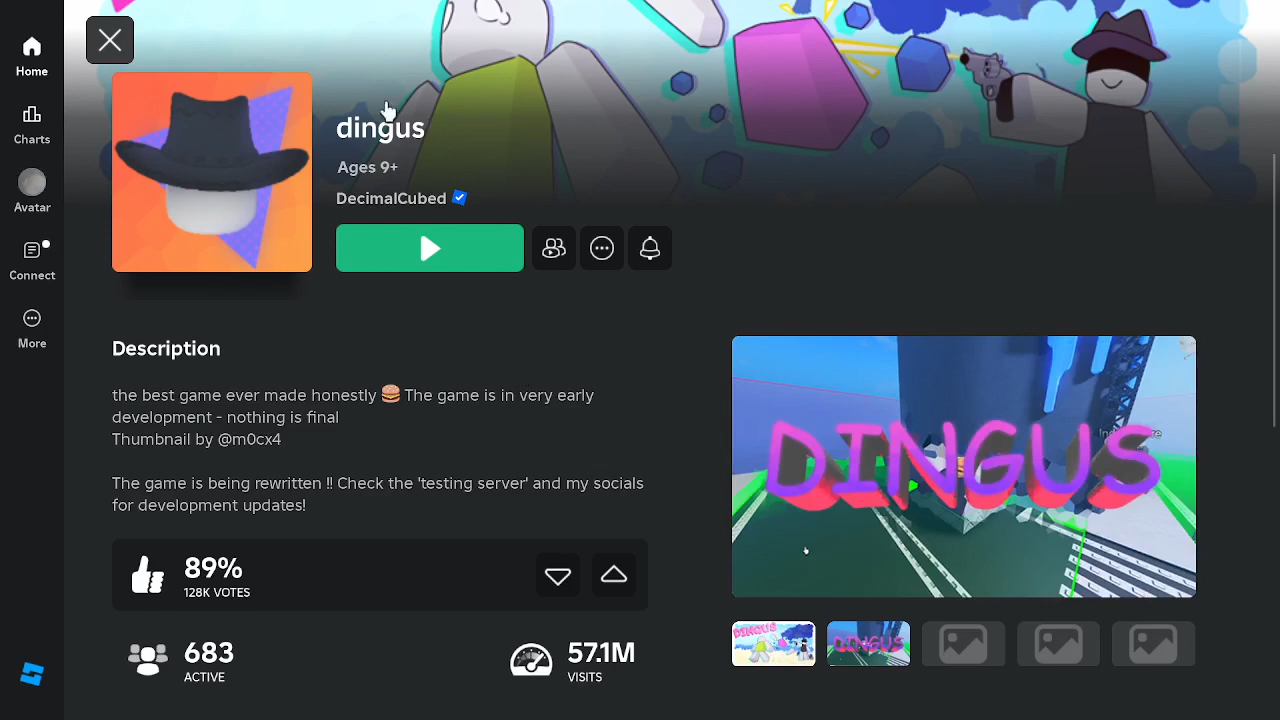 Home
Charts
Avatar
Connect
More
dingus
Ages 9+
DecimalCubed
Description
the best game ever made honestly 🍔 The game is in very early
development - nothing is final
Thumbnail by @m0cx4
The game is being rewritten !! Check the 'testing server' and my socials
for development updates!
89%
128K VOTES
683
ACTIVE
57.1M
VISITS
DINGUS
DINGUS
DINGUS